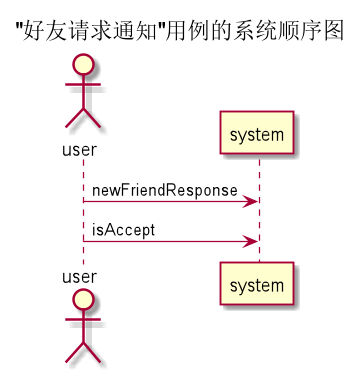 "好友请求通知"用例的系统顺序图
user
system
newFriendResponse
isAccept
user
system